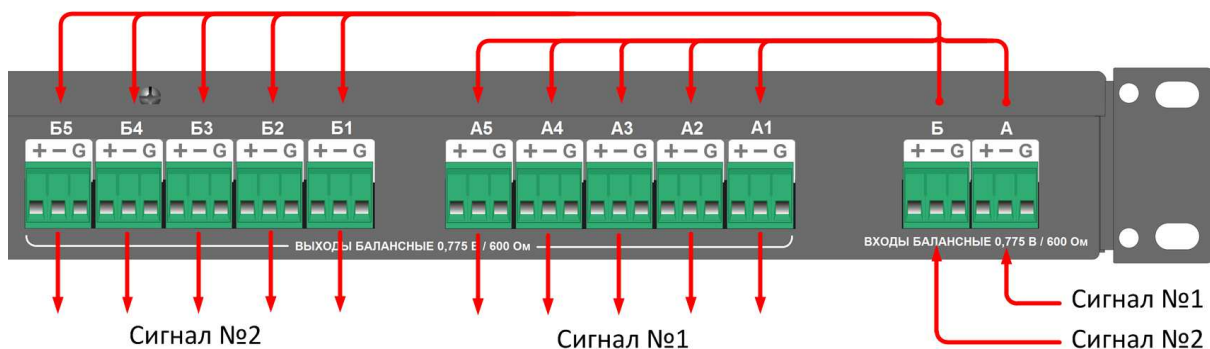 Б5 Б4 Б3 Б2 Б1 А5 А4 А3 А2 А1 Б А
+ − G + − G + − G + − G + − G + − G + − G + − G + − G + − G + − G + − G
ВЫХОДЫ БАЛАНСНЫЕ 0,775 В / 600 Ом ВХОДЫ БАЛАНСНЫЕ 0,775 В / 600 Ом
Сигнал №1
Сигнал №2 Сигнал №1 Сигнал №2